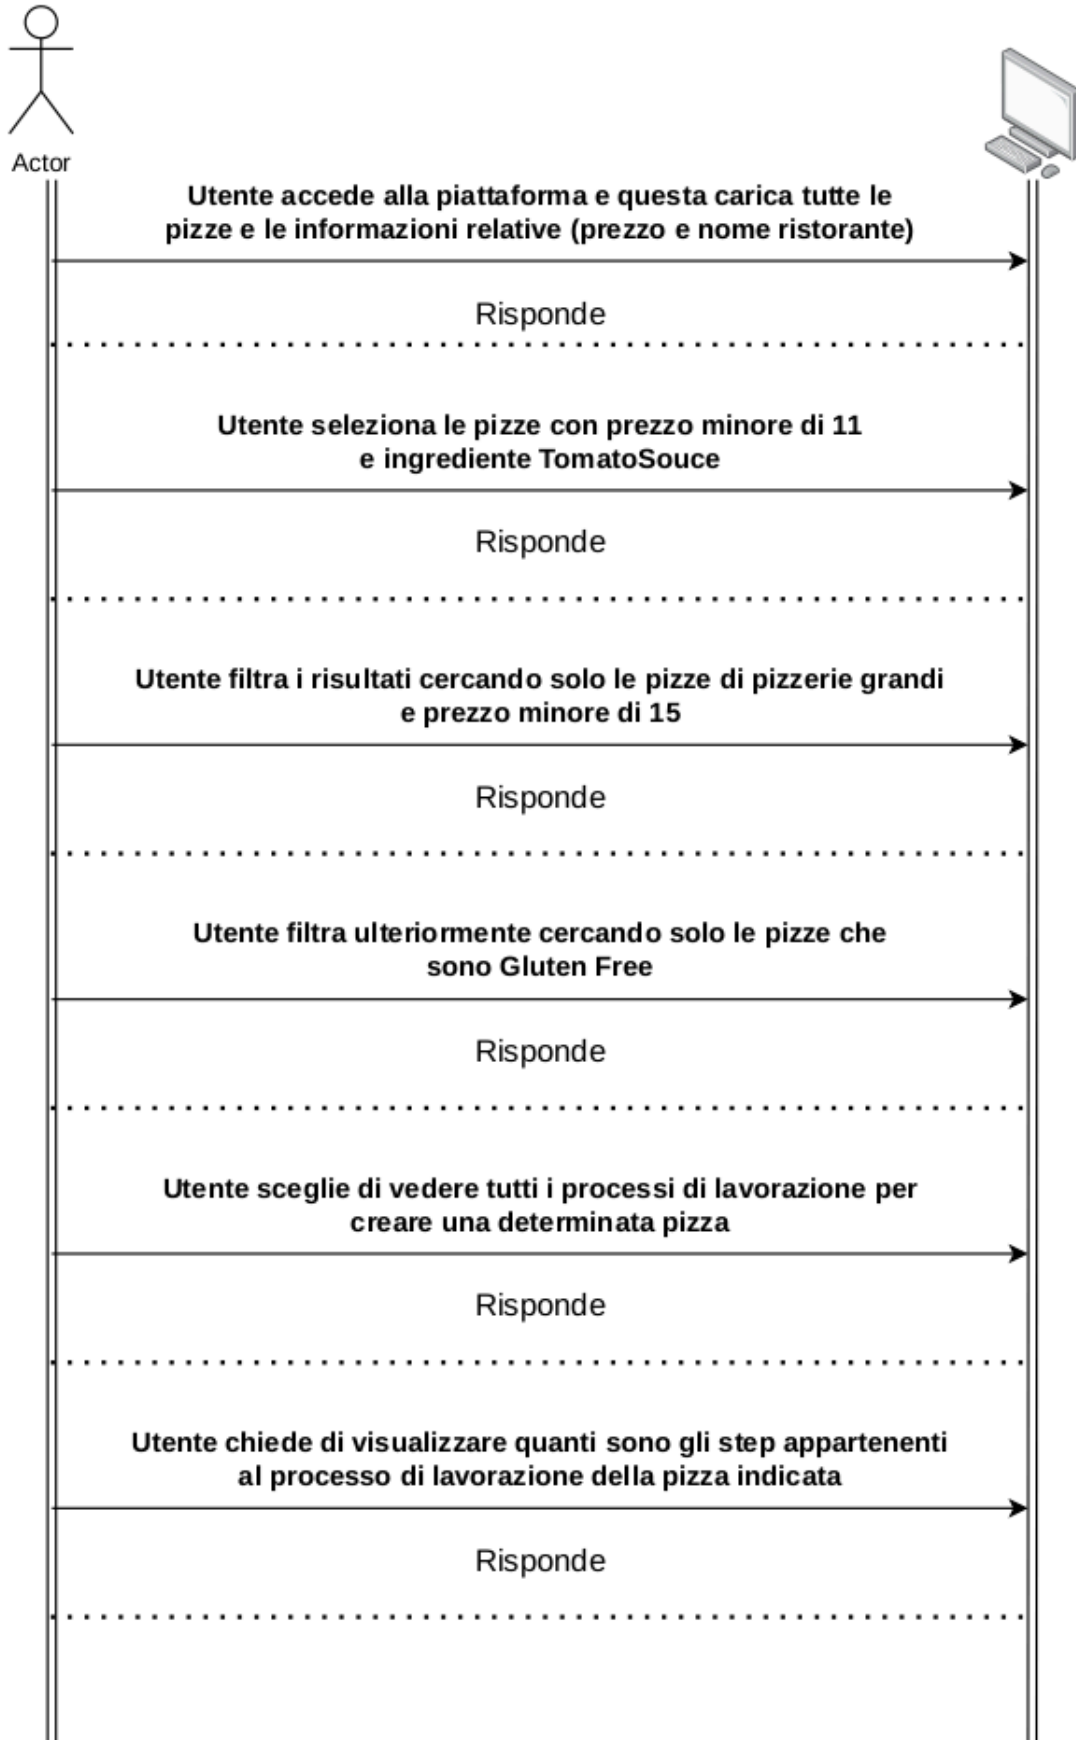 Actor
Utente accede alla piattaforma e questa carica tutte le
pizze e le informazioni relative (prezzo e nome ristorante)
Risponde
Utente seleziona le pizze con prezzo minore di 11
e ingrediente TomatoSouce
Risponde
Utente filtra i risultati cercando solo le pizze di pizzerie grandi
e prezzo minore di 15
Risponde
Utente filtra ulteriormente cercando solo le pizze che
sono Gluten Free
Risponde
Utente sceglie di vedere tutti i processi di lavorazione per
creare una determinata pizza
Risponde
Utente chiede di visualizzare quanti sono gli step appartenenti
al processo di lavorazione della pizza indicata
Risponde